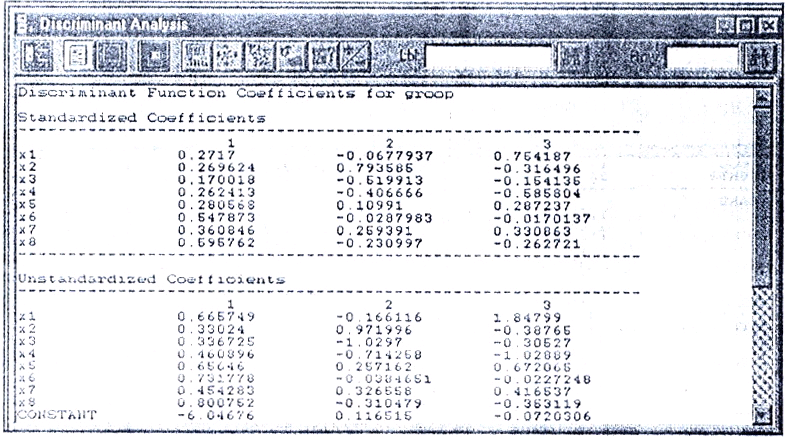 Discriminant Analysis
Discriminant Function Coefficients for groop
Standardized Coefficients
1 2 3
x1 0.2717 -0.0677937 0.754187
x2 0.269624 0.793585 -0.316496
x3 0.170018 -0.519913 -0.154135
x4 0.262413 -0.406666 -0.585804
x5 0.280568 0.10991 0.287237
x6 0.547873 -0.0287983 -0.0170137
x7 0.360846 0.259391 0.330863
x8 0.595762 -0.230997 -0.262721
Unstandardized Coefficients
1 2 3
x1 0.665749 -0.166116 1.84799
x2 0.33024 0.971996 -0.38765
x3 0.336725 -1.0297 -0.30527
x4 0.460896 -0.714258 -1.02889
x5 0.65646 0.257162 0.672065
x6 0.731778 -0.0384651 -0.0227248
x7 0.454283 0.326558 0.416537
x8 0.800752 -0.310479 -0.353119
CONSTANT -6.04676 0.116515 -0.0720306